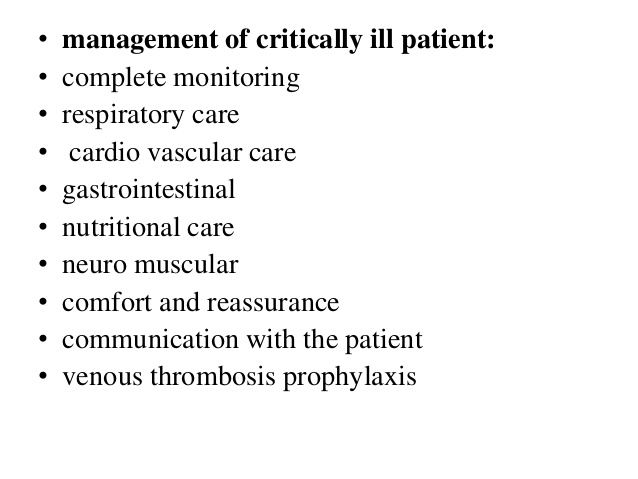 • management of critically ill patient:
• complete monitoring
• respiratory care
• cardio vascular care
• gastrointestinal
• nutritional care
• neuro muscular
• comfort and reassurance
• communication with the patient
• venous thrombosis prophylaxis